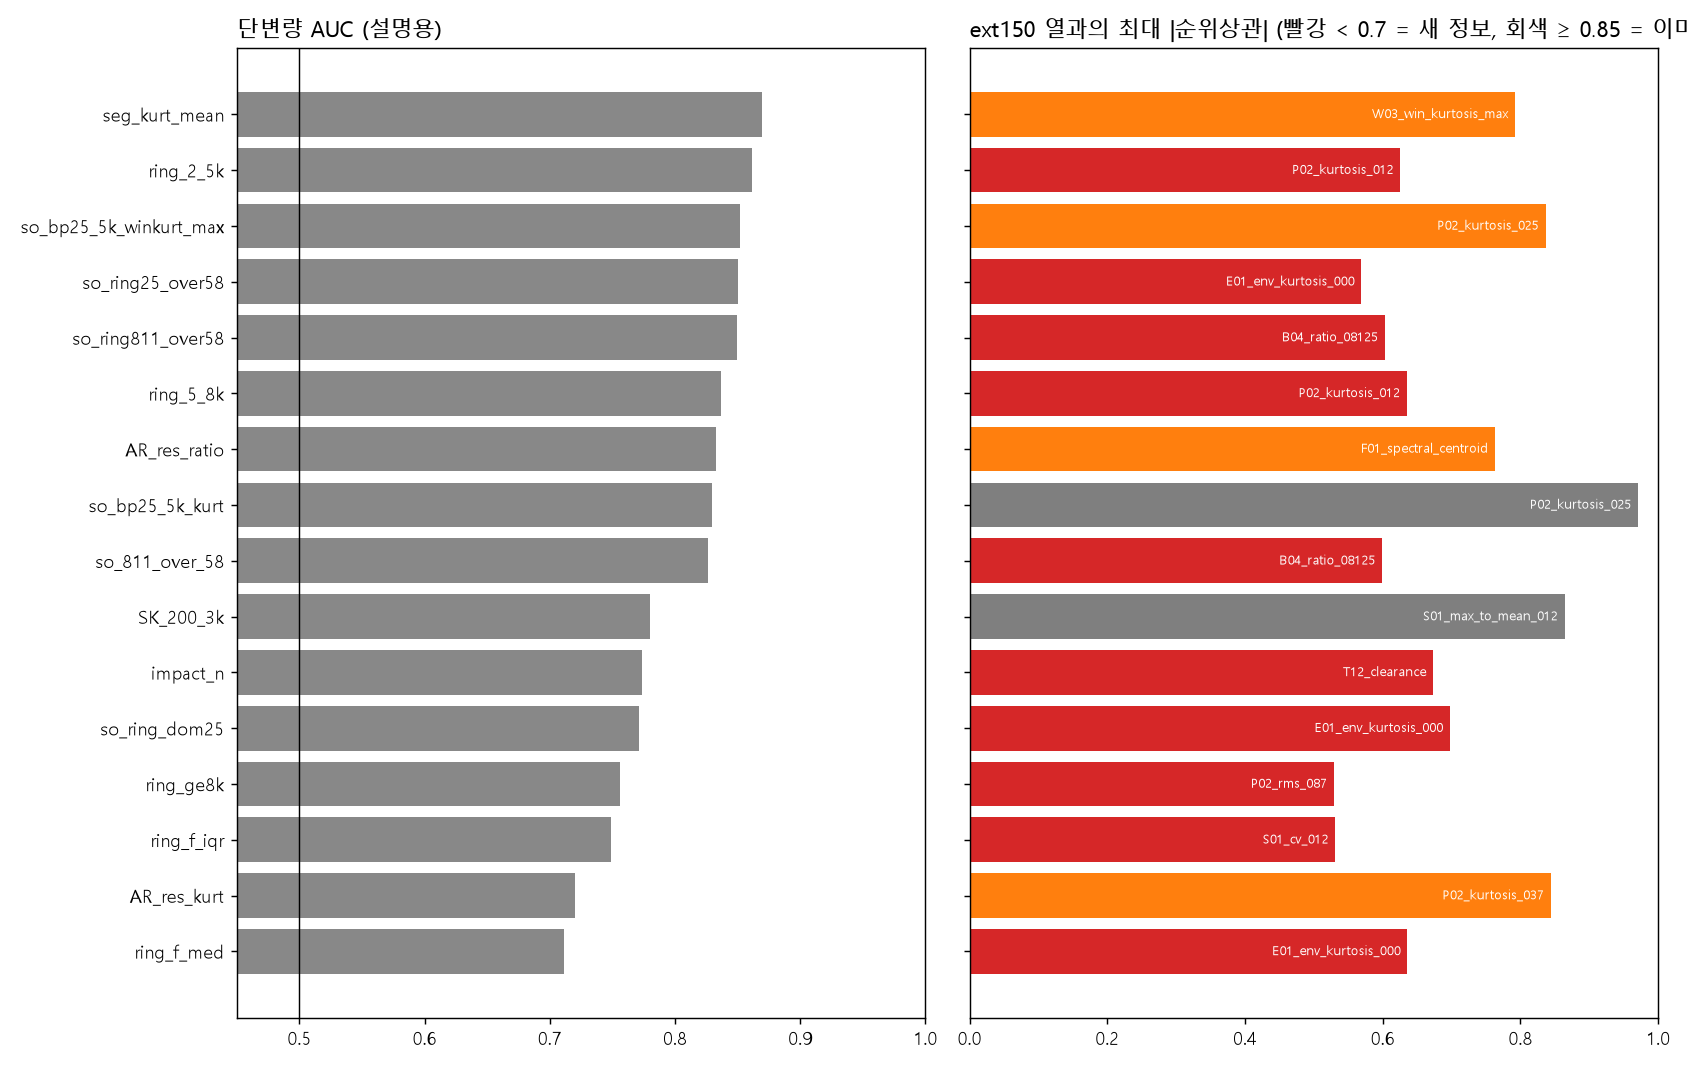 단변량 AUC (설명용)
seg_kurt_mean
ring_2_5k
so_bp25_5k_winkurt_max
so_ring25_over58
so_ring811_over58
ring_5_8k
AR_res_ratio
so_bp25_5k_kurt
so_811_over_58
SK_200_3k
impact_n
so_ring_dom25
ring_ge8k
ring_f_iqr
AR_res_kurt
ring_f_med
0.5 0.6 0.7 0.8 0.9 1.0
ext150 열과의 최대 |순위상관| (빨강 < 0.7 = 새 정보, 회색 ≥ 0.85 = 이미
W03_win_kurtosis_max
P02_kurtosis_012
P02_kurtosis_025
E01_env_kurtosis_000
B04_ratio_08125
P02_kurtosis_012
F01_spectral_centroid
P02_kurtosis_025
B04_ratio_08125
S01_max_to_mean_012
T12_clearance
E01_env_kurtosis_000
P02_rms_087
S01_cv_012
P02_kurtosis_037
E01_env_kurtosis_000
0.0 0.2 0.4 0.6 0.8 1.0